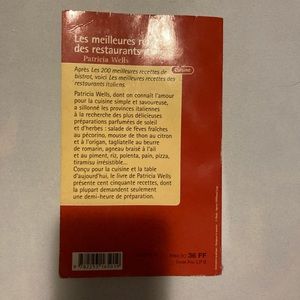 Les meilleures
des restaurants
Patricia Wells
Cuisine
Après Les 200 meilleures recettes de
bistrot, voici Les meilleures recettes des
restaurants italiens.
Patricia Wells, dont on connaît l'amour
pour la cuisine simple et savoureuse,
a sillonné les provinces italiennes
à la recherche des plus délicieuses
préparations parfumées de soleil
et d'herbes : salade de fèves fraîches
au pecorino, mousse de thon au citron
et à l'origan, tagliatelle au beurre
de romarin, agneau braisé à l'ail
et au piment, riz, polenta, pain, pizza,
tiramisu irrésistible...
Conçu pour la cuisine et la table
d'aujourd'hui, le livre de Patricia Wells
présente cent cinquante recettes, dont
la plupart demandent seulement
une demi-heure de préparation.
36 FF